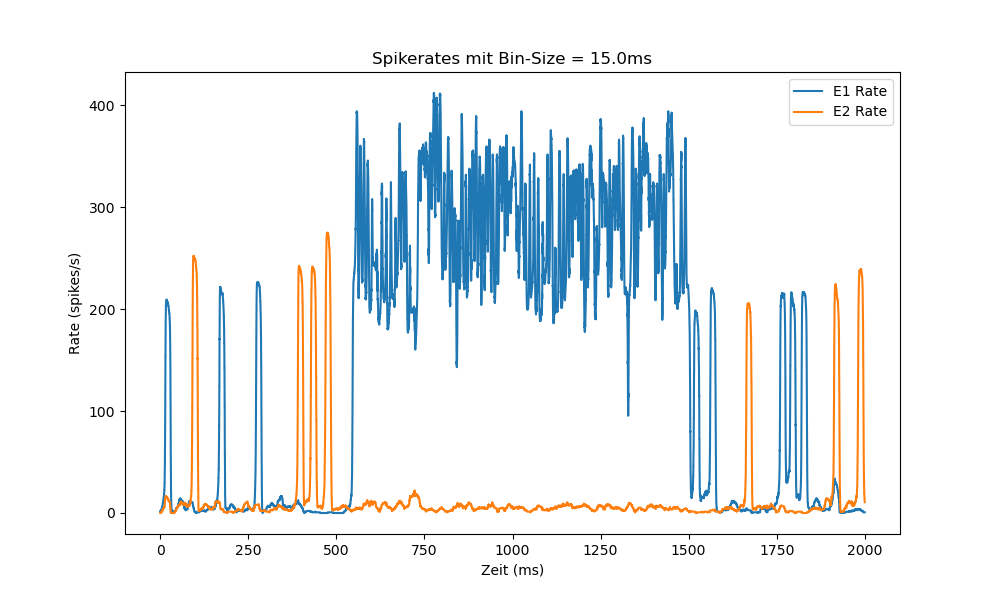 Spikerates mit Bin-Size = 15.0ms
E1 Rate
E2 Rate
Rate (spikes/s)
400
300
200
100
0
0
250
500
750
1000
1250
1500
1750
2000
Zeit (ms)